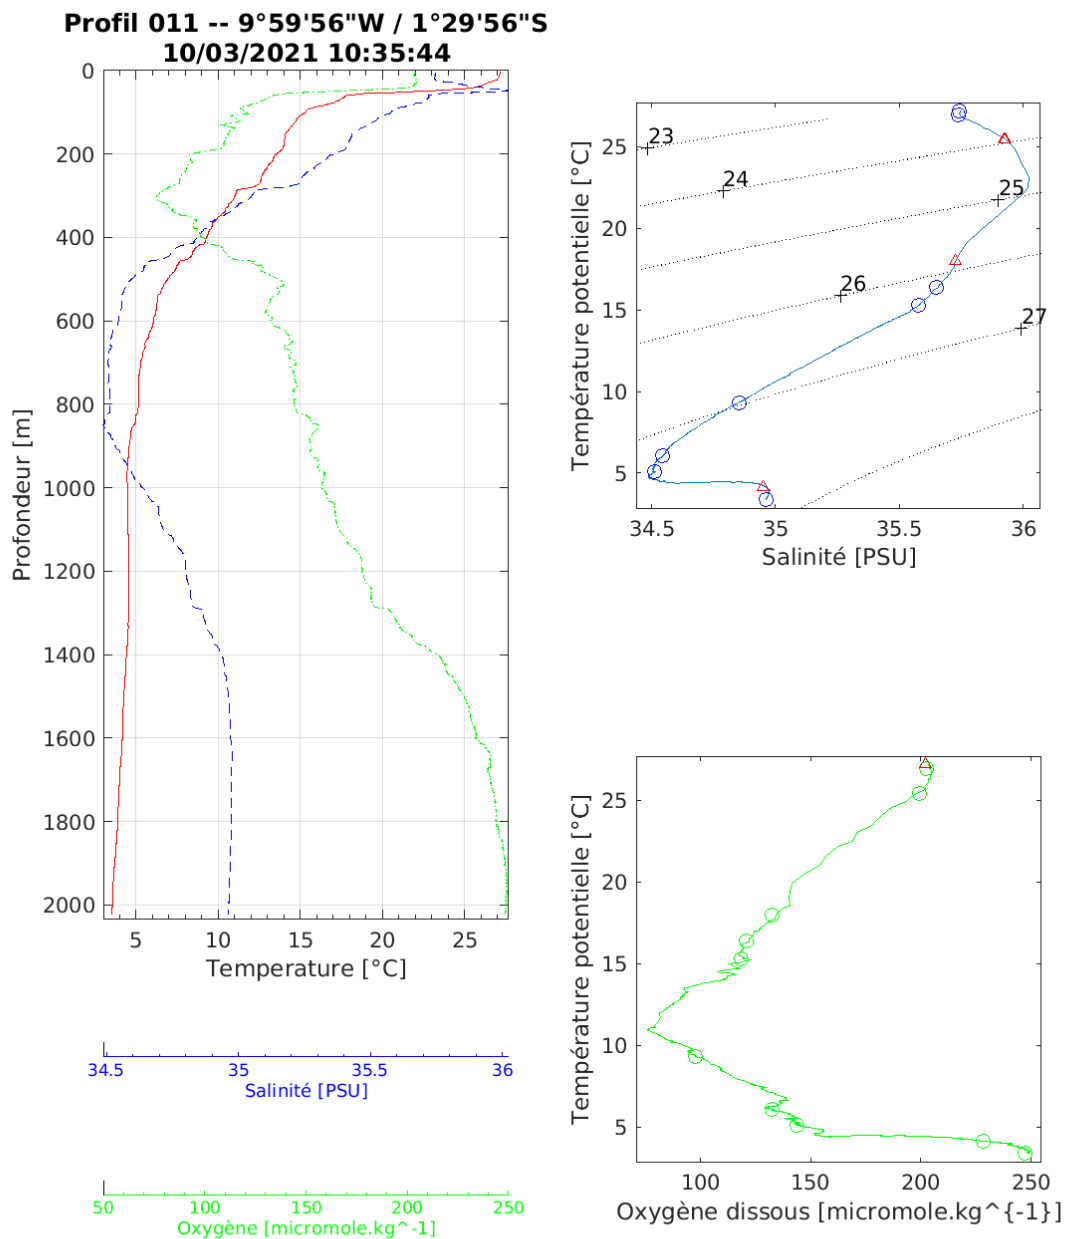 Profil 011 -- 9°59'56"W / 1°29'56"S
10/03/2021 10:35:44
0
200
400
600
800
1000
1200
1400
1600
1800
2000
Profondeur [m]
5 10 15 20 25
Temperature [°C]
34.5 35 35.5 36
Salinité [PSU]
50 100 150 200 250
Oxygène [micromole.kg^-1]
23
24
25
26
27
25
20
15
10
5
Température potentielle [°C]
34.5 35 35.5 36
Salinité [PSU]
25
20
15
10
5
Température potentielle [°C]
100 150 200 250
Oxygène dissous [micromole.kg^{-1}]